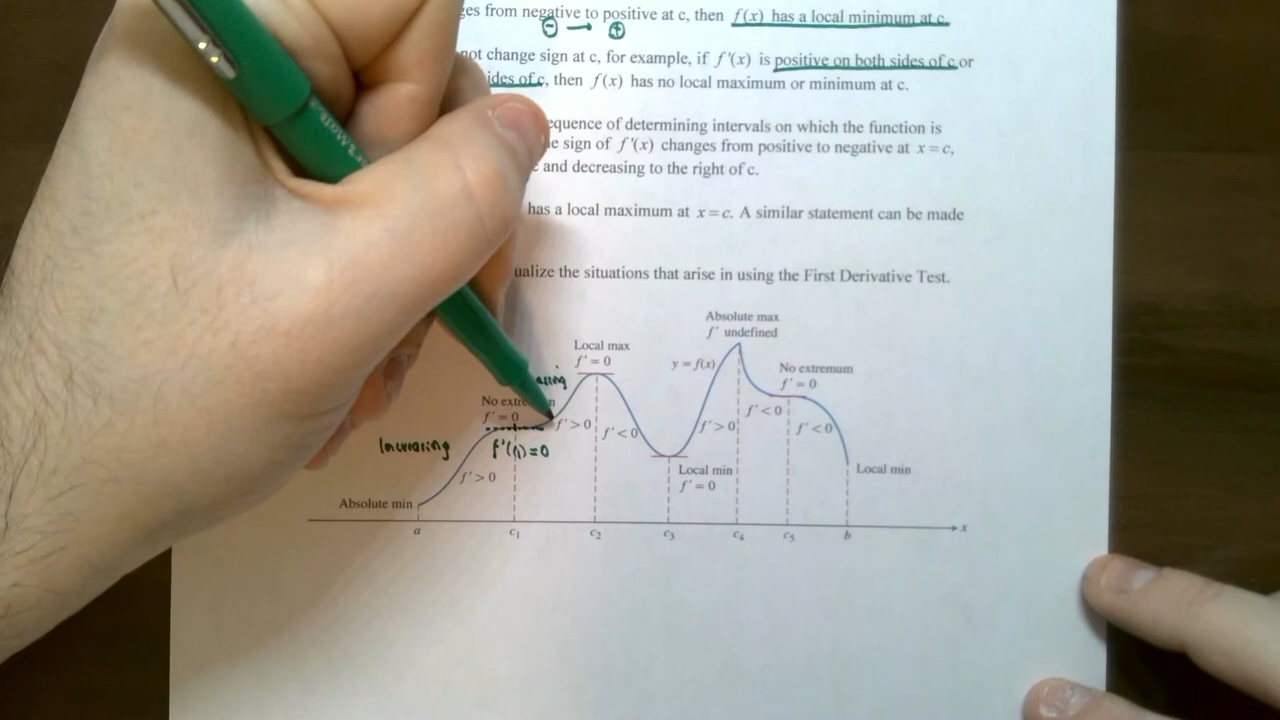 ges from negative to positive at c, then f(x) has a local minimum at c.
⊖ → ⊕
not change sign at c, for example, if f'(x) is positive on both sides of c or
ides of c, then f(x) has no local maximum or minimum at c.
equence of determining intervals on which the function is
e sign of f'(x) changes from positive to negative at x = c,
and decreasing to the right of c.
has a local maximum at x = c. A similar statement can be made
ualize the situations that arise in using the First Derivative Test.
Absolute max
f' undefined
Local max
f' = 0
y = f(x)
No extremum
f' = 0
asing
No extre
f' = 0
f' < 0
f' > 0
f' < 0
f' > 0
f' < 0
Increasing
f'( )=0
Local min
f' = 0
Local min
f' > 0
Absolute min
a c₁ c₂ c₃ c₄ c₅ b x